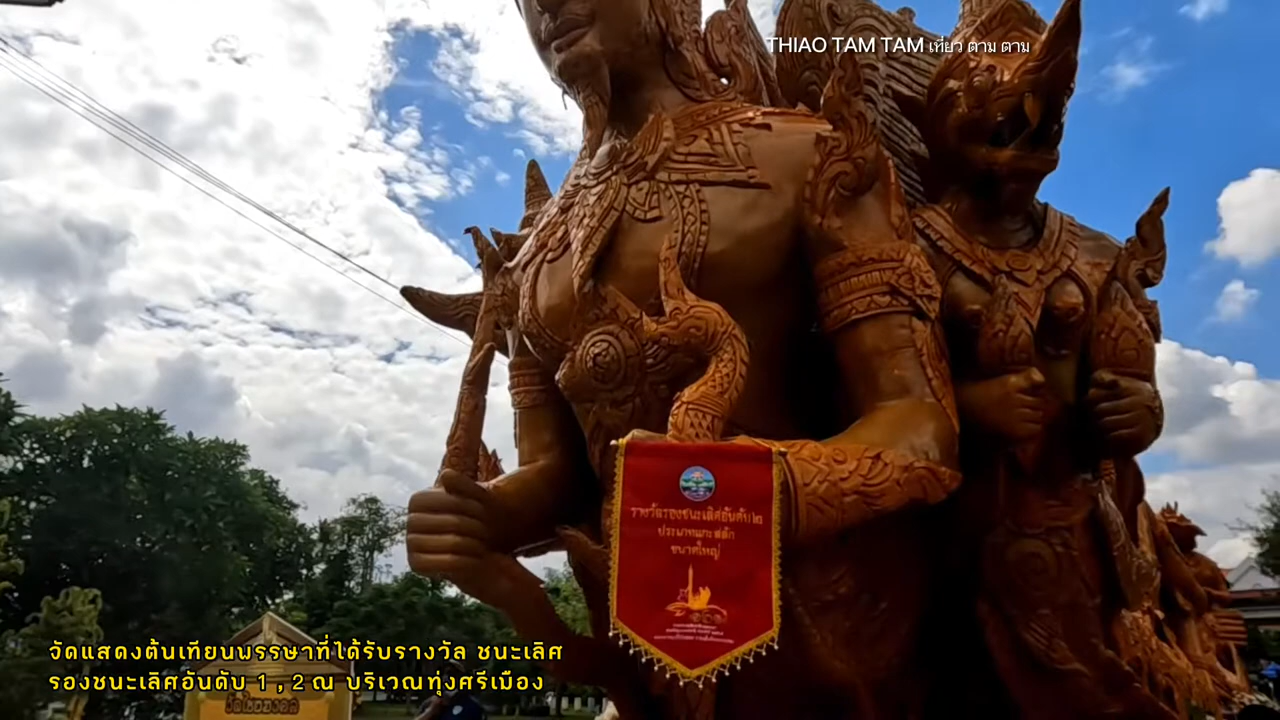 THIAO TAM TAM เที่ยว ตาม ตาม
รางวัลรองชนะเลิศอันดับ ๒
ประเภทแกะสลัก
ขนาดใหญ่
จัดแสดงต้นเทียนพรรษาที่ได้รับรางวัล ชนะเลิศ
รองชนะเลิศอันดับ 1 , 2 ณ บริเวณทุ่งศรีเมือง